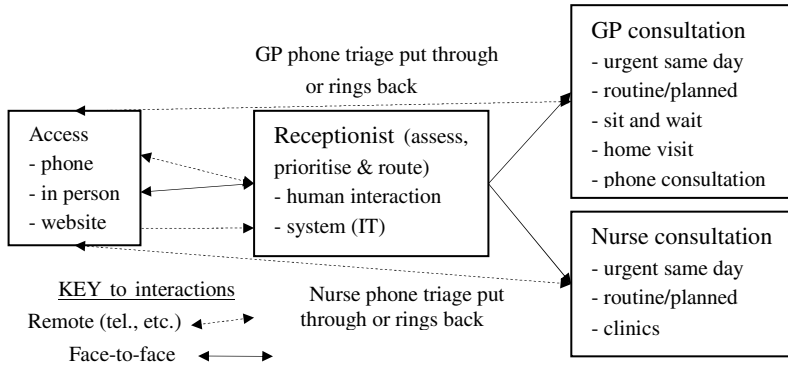 GP phone triage put through
or rings back
Access
- phone
- in person
- website
Receptionist (assess,
prioritise & route)
- human interaction
- system (IT)
GP consultation
- urgent same day
- routine/planned
- sit and wait
- home visit
- phone consultation
Nurse consultation
- urgent same day
- routine/planned
- clinics
Nurse phone triage put
through or rings back
KEY to interactions
Remote (tel., etc.)
Face-to-face